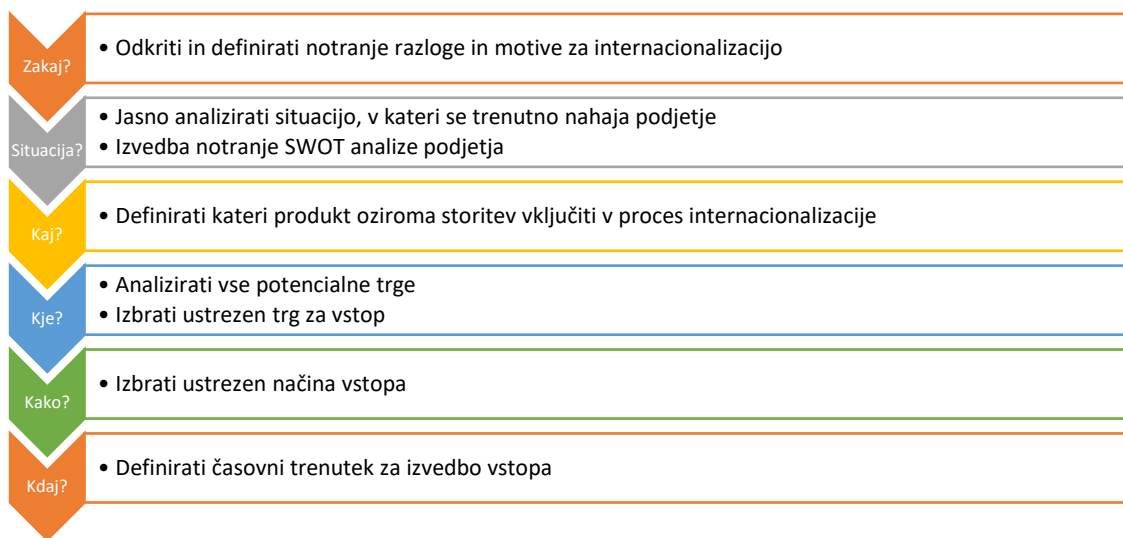 Zakaj?
• Odkriti in definirati notranje razloge in motive za internacionalizacijo
Situacija?
• Jasno analizirati situacijo, v kateri se trenutno nahaja podjetje
• Izvedba notranje SWOT analize podjetja
Kaj?
• Definirati kateri produkt oziroma storitev vključiti v proces internacionalizacije
Kje?
• Analizirati vse potencialne trge
• Izbrati ustrezen trg za vstop
Kako?
• Izbrati ustrezen načina vstopa
Kdaj?
• Definirati časovni trenutek za izvedbo vstopa